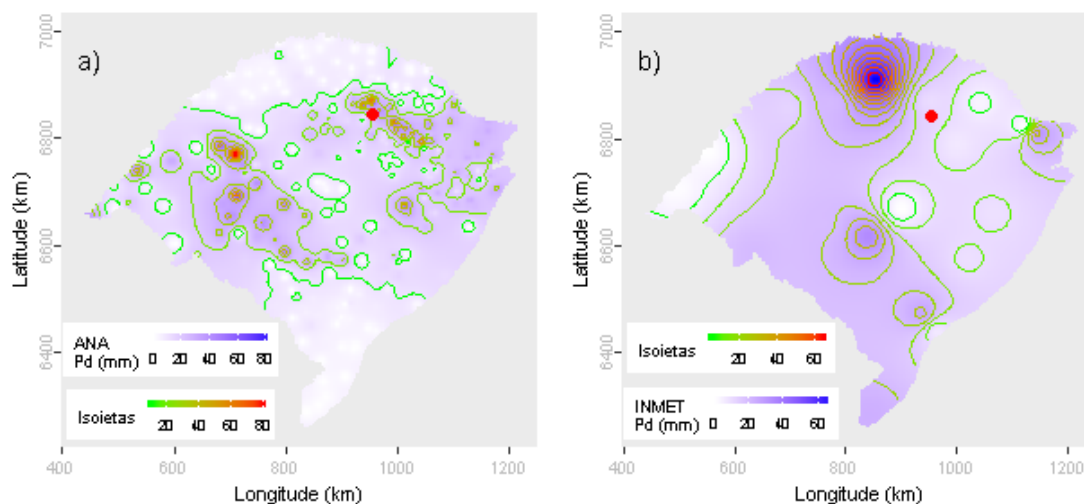 a)
7000
6800
6600
6400
Latitude (km)
ANA
Pd (mm)
0 20 40 60 80
Isoietas
20 40 60 80
400 600 800 1000 1200
Longitude (km)
b)
7000
6800
6600
6400
Latitude (km)
Isoietas
20 40 60
INMET
Pd (mm)
0 20 40 60
400 600 800 1000 1200
Longitude (km)